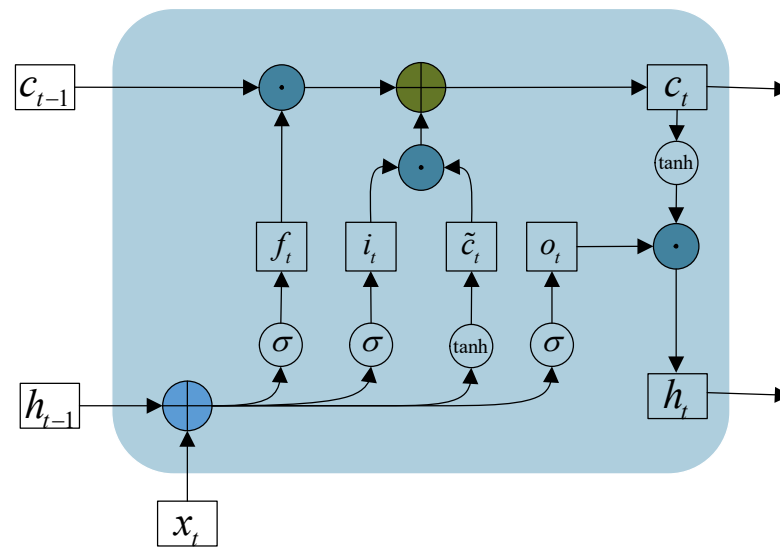 c_{t-1}
c_t
tanh
f_t
i_t
c̃_t
o_t
σ
σ
tanh
σ
h_{t-1}
h_t
x_t